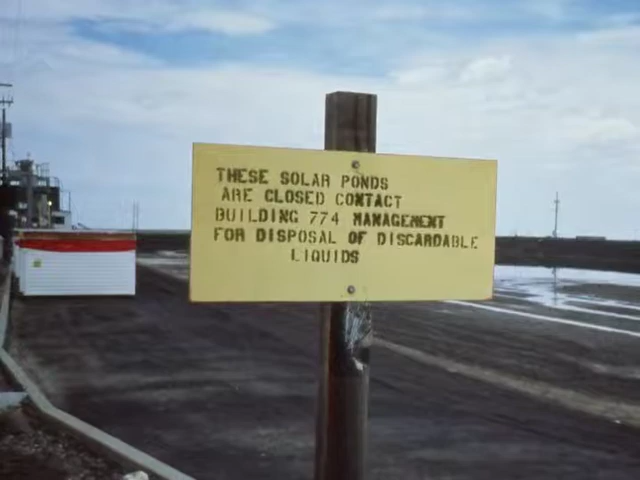 THESE SOLAR PONDS
ARE CLOSED CONTACT
BUILDING 774 MANAGEMENT
FOR DISPOSAL OF DISCARDABLE
LIQUIDS